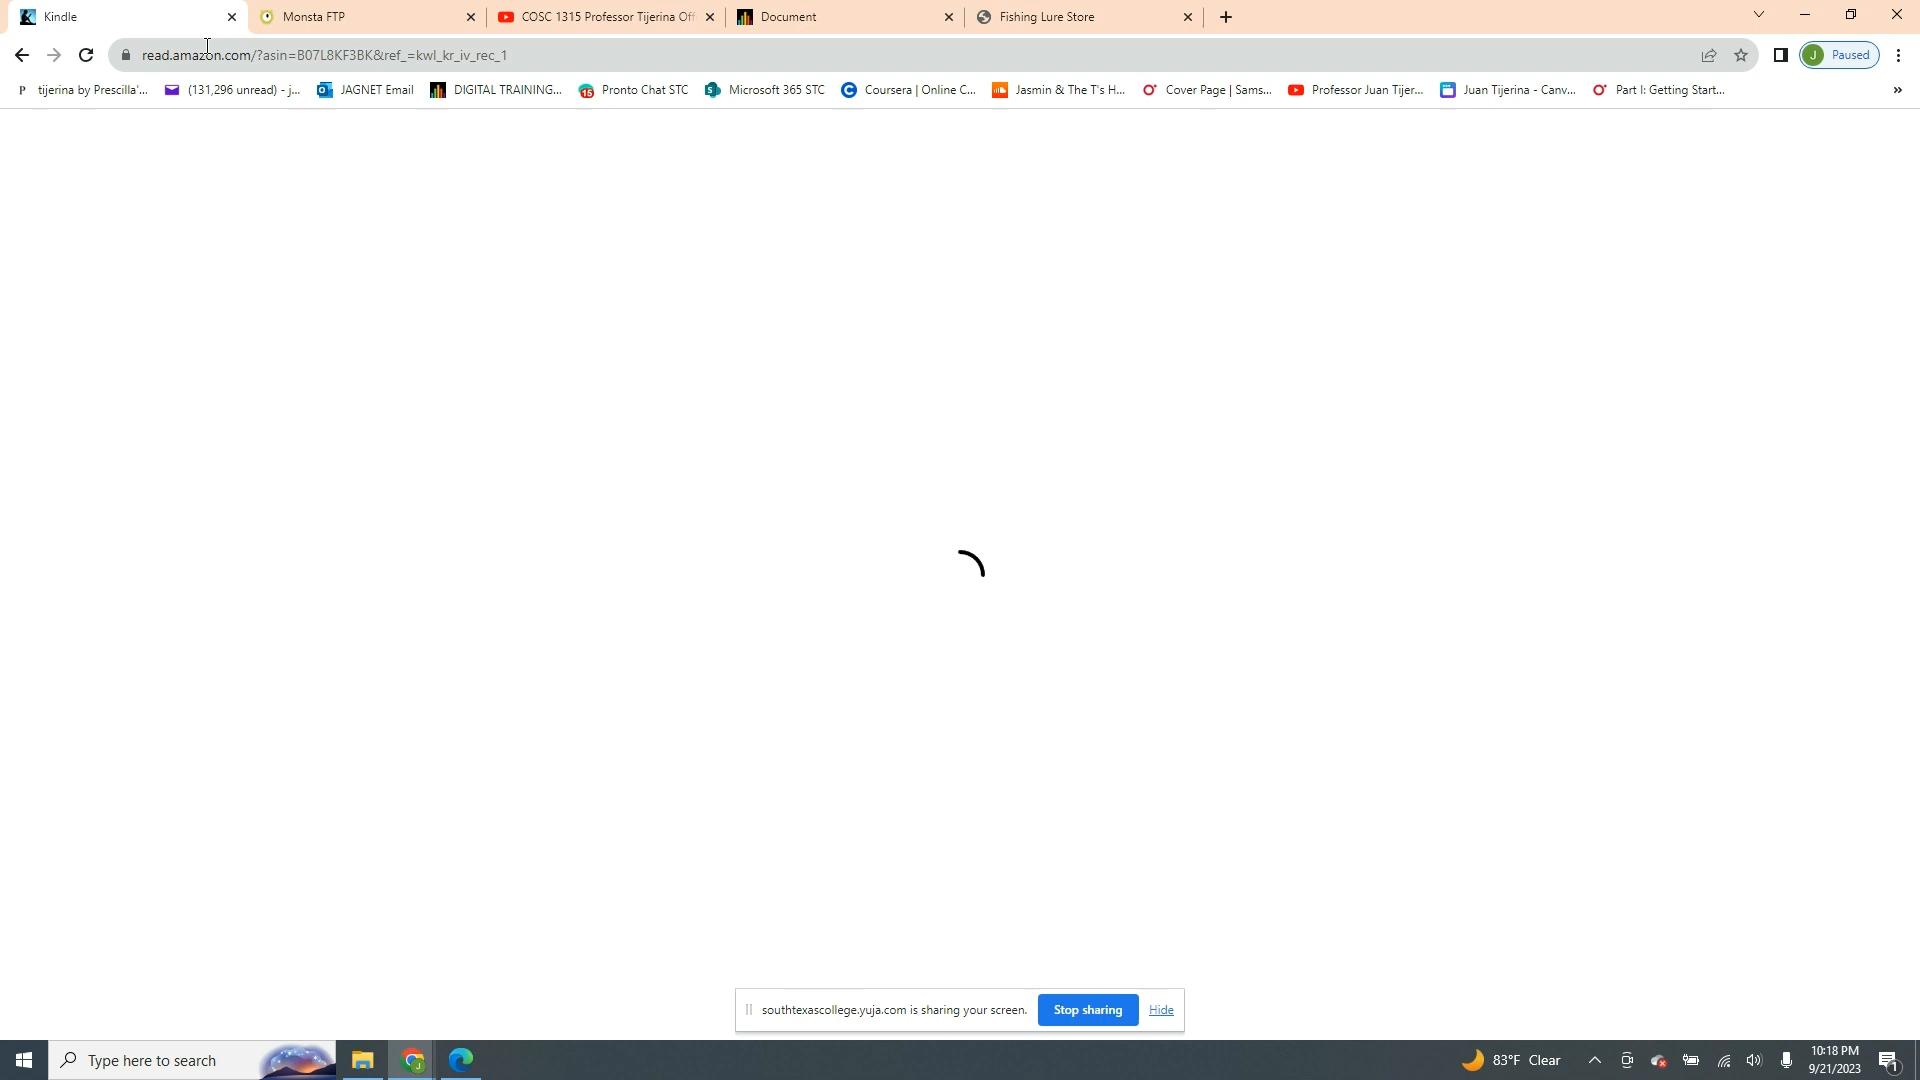 Kindle
Monsta FTP
COSC 1315 Professor Tijerina Off
Document
Fishing Lure Store
read.amazon.com/?asin=B07L8KF3BK&ref_=kwl_kr_iv_rec_1
J Paused
P tijerina by Prescilla'...
(131,296 unread) - j...
JAGNET Email
DIGITAL TRAINING...
15 Pronto Chat STC
Microsoft 365 STC
Coursera | Online C...
Jasmin & The T's H...
Cover Page | Sams...
Professor Juan Tijer...
Juan Tijerina - Canv...
Part I: Getting Start...
southtexascollege.yuja.com is sharing your screen.
Stop sharing
Hide
Type here to search
83°F Clear
10:18 PM
9/21/2023
1